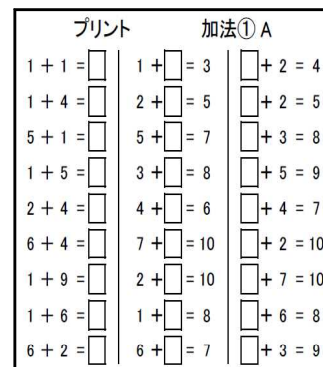 プリント 加法① A
1 + 1 = □ 1 + □ = 3 □ + 2 = 4
1 + 4 = □ 2 + □ = 5 □ + 2 = 5
5 + 1 = □ 5 + □ = 7 □ + 3 = 8
1 + 5 = □ 3 + □ = 8 □ + 5 = 9
2 + 4 = □ 4 + □ = 6 □ + 4 = 7
6 + 4 = □ 7 + □ = 10 □ + 2 = 10
1 + 9 = □ 2 + □ = 10 □ + 7 = 10
1 + 6 = □ 1 + □ = 8 □ + 6 = 8
6 + 2 = □ 6 + □ = 7 □ + 3 = 9